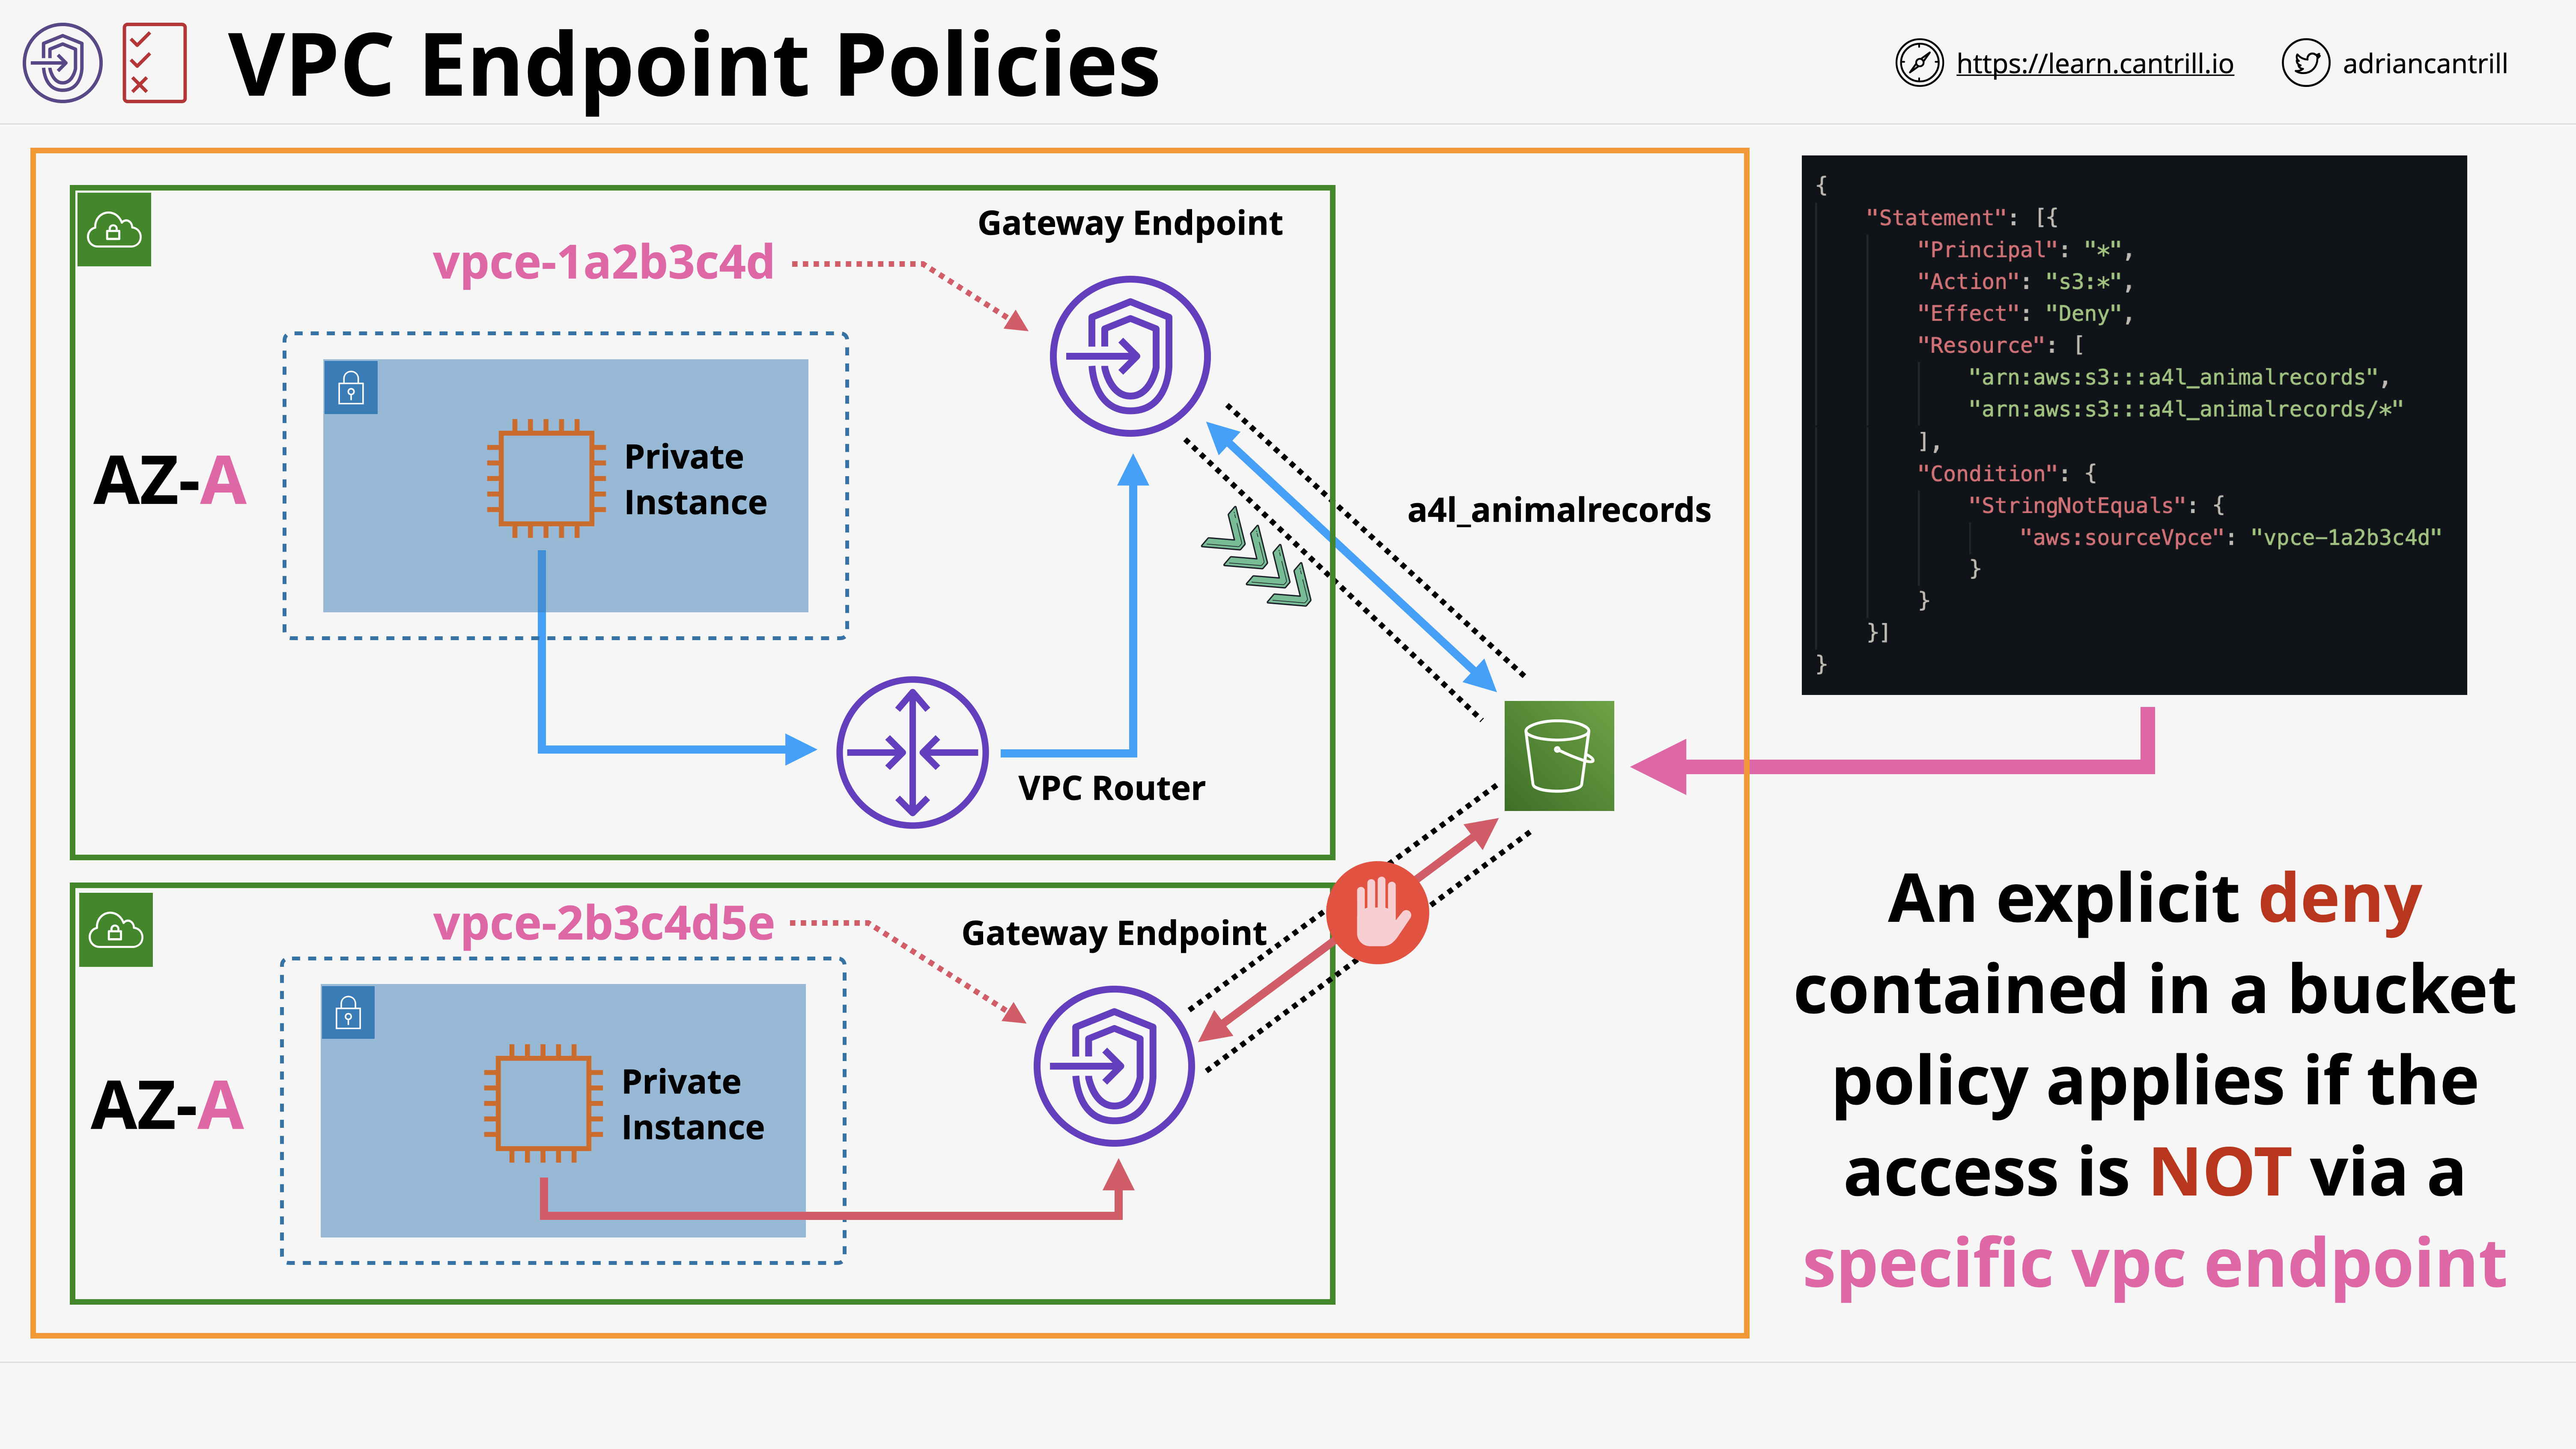 VPC Endpoint Policies
https://learn.cantrill.io
adriancantrill
Gateway Endpoint
vpce-1a2b3c4d
Private
Instance
AZ-A
a4l_animalrecords
VPC Router
vpce-2b3c4d5e
Gateway Endpoint
Private
Instance
AZ-A
{
"Statement": [{
"Principal": "*",
"Action": "s3:*",
"Effect": "Deny",
"Resource": [
"arn:aws:s3:::a4l_animalrecords",
"arn:aws:s3:::a4l_animalrecords/*"
],
"Condition": {
"StringNotEquals": {
"aws:sourceVpce": "vpce-1a2b3c4d"
}
}
}]
}
An explicit deny
contained in a bucket
policy applies if the
access is NOT via a
specific vpc endpoint